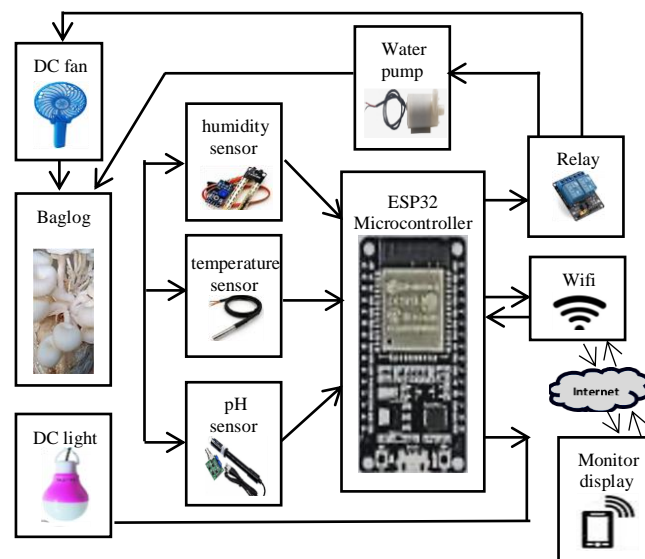 DC fan
Water
pump
humidity
sensor
Relay
ESP32
Microcontroller
Baglog
temperature
sensor
Wifi
Internet
pH
sensor
DC light
Monitor
display